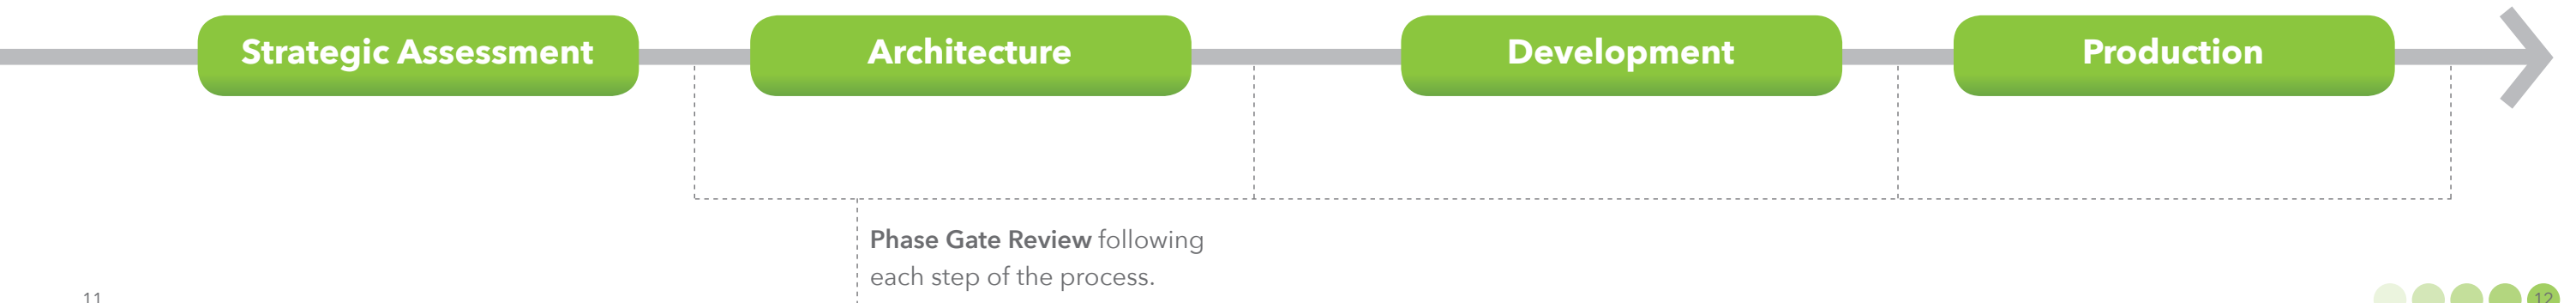 Strategic Assessment
Architecture
Development
Production
Phase Gate Review following
each step of the process.
11
12